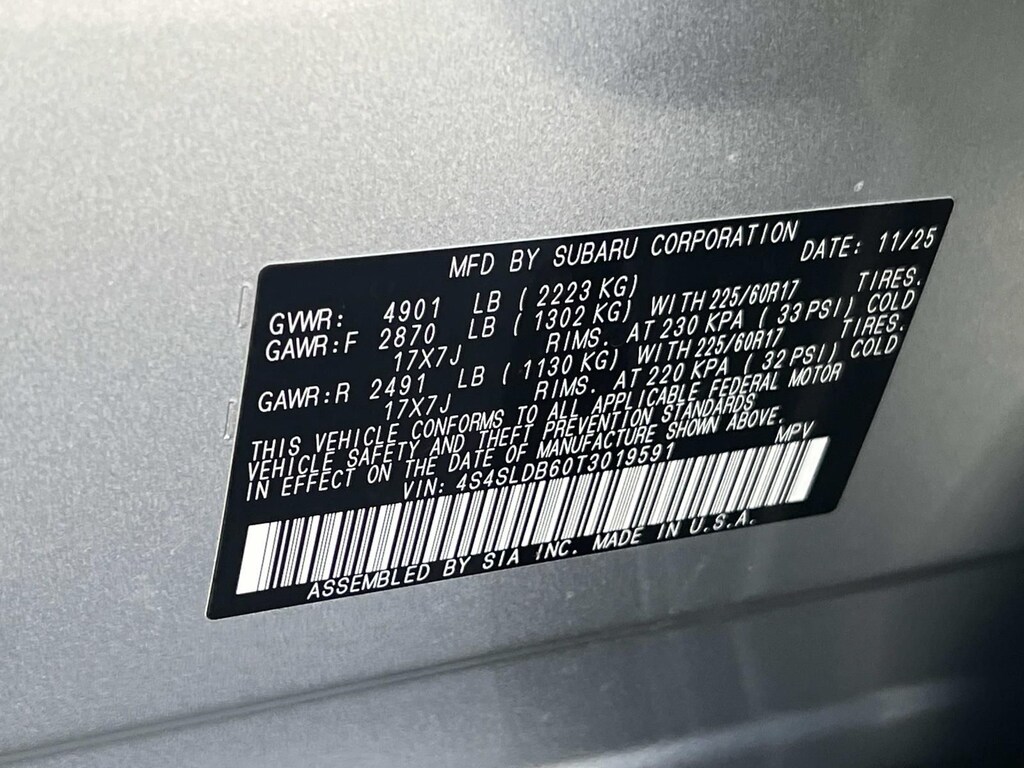 MFD BY SUBARU CORPORATION DATE: 11/25
GVWR: 4901 LB ( 2223 KG)
GAWR:F 2870 LB ( 1302 KG) WITH 225/60R17 TIRES.
17X7J RIMS. AT 230 KPA ( 33 PSI) COLD
GAWR:R 2491 LB ( 1130 KG) WITH 225/60R17 TIRES.
17X7J RIMS. AT 220 KPA ( 32 PSI) COLD
THIS VEHICLE CONFORMS TO ALL APPLICABLE FEDERAL MOTOR
VEHICLE SAFETY AND THEFT PREVENTION STANDARDS
IN EFFECT ON THE DATE OF MANUFACTURE SHOWN ABOVE.
VIN: 4S4SLDB60T3019591 MPV
ASSEMBLED BY SIA INC. MADE IN U.S.A.